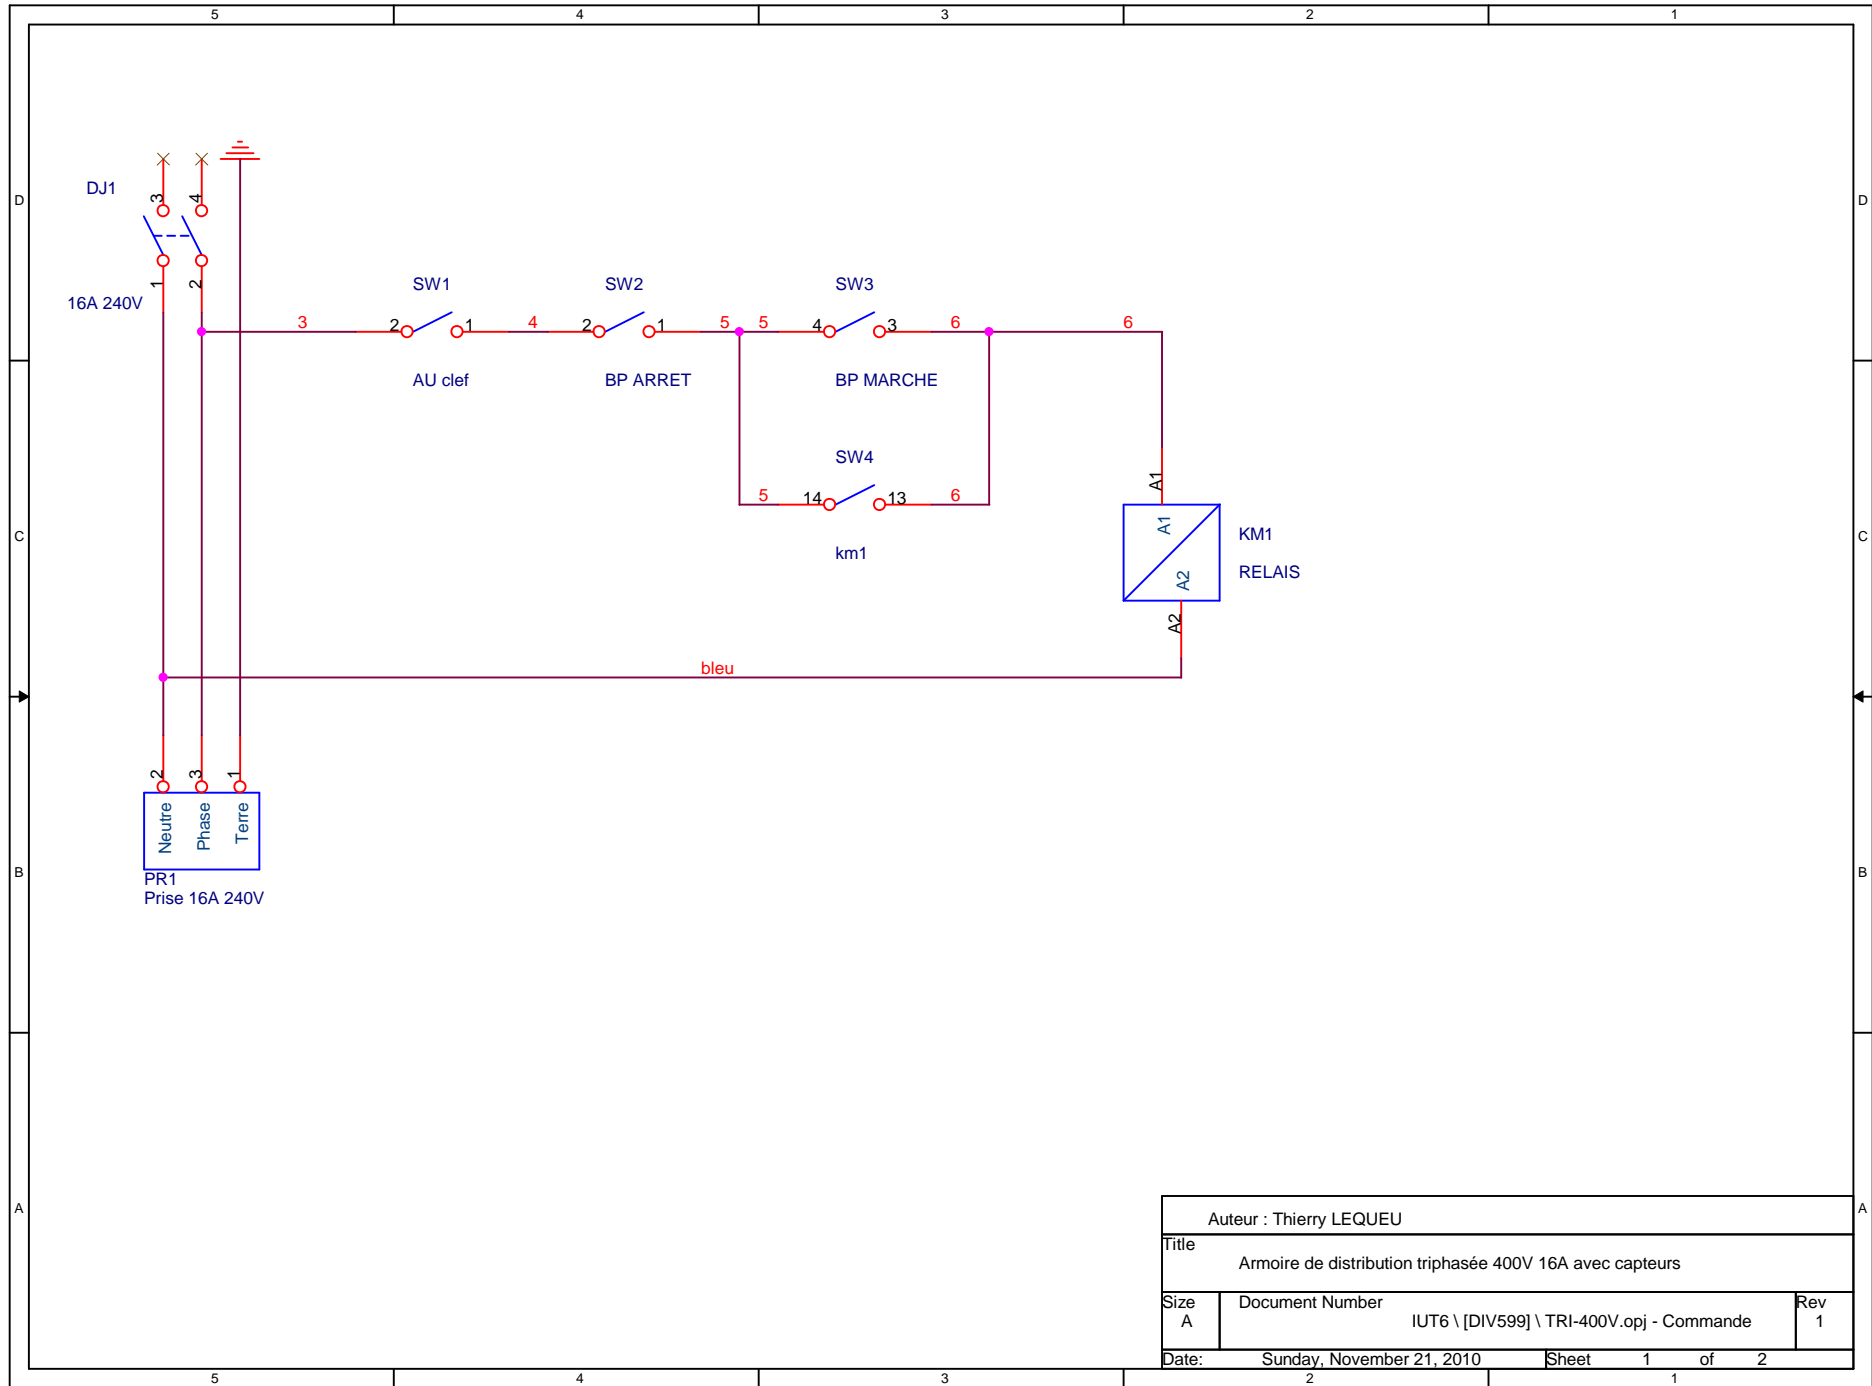 5 4 3 2 1
D D
DJ1
3 4
1 2
16A 240V
SW1 SW2 SW3
3 2 1 4 2 1 5 5 4 3 6 6
AU clef BP ARRET BP MARCHE
SW4
5 14 13 6
km1
A1
A1
A2
A2
KM1
RELAIS
C C
bleu
2 3 1
Neutre Phase Terre
PR1
Prise 16A 240V
B B
A A
Auteur : Thierry LEQUEU
Title
Armoire de distribution triphasée 400V 16A avec capteurs
Size Document Number Rev
A IUT6 \ [DIV599] \ TRI-400V.opj - Commande 1
Date: Sunday, November 21, 2010 Sheet 1 of 2
5 4 3 2 1